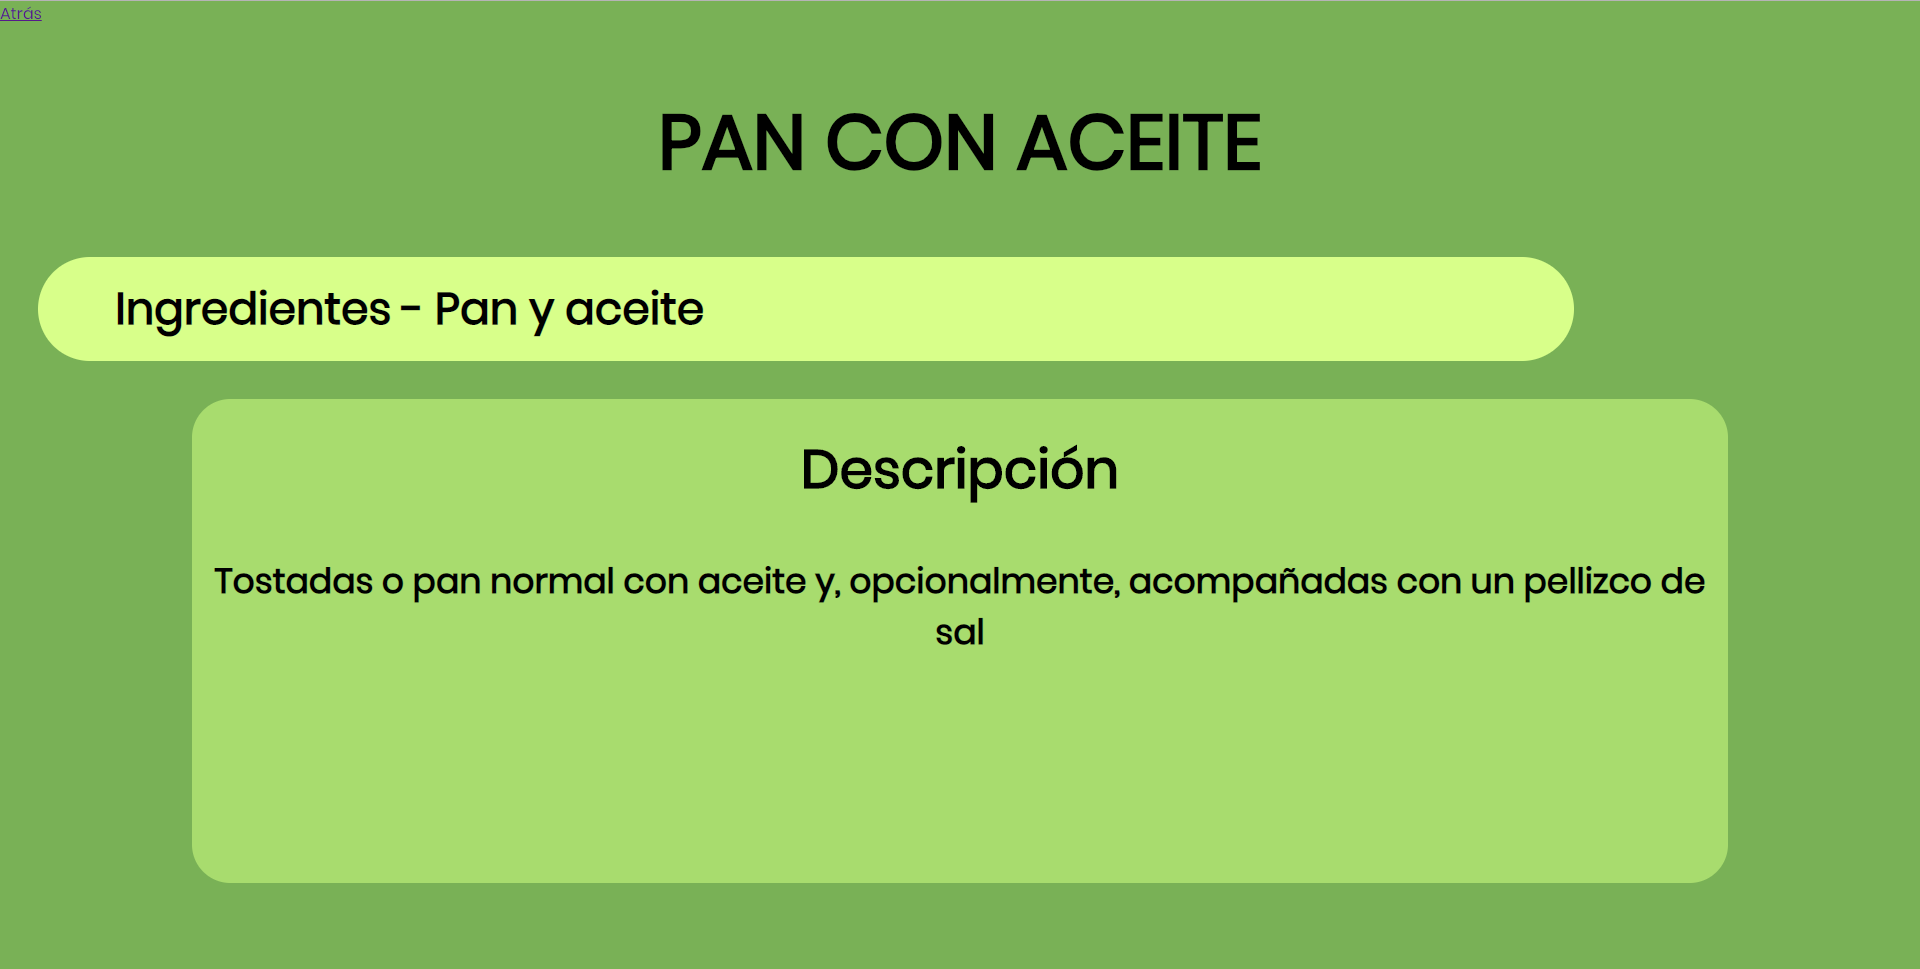 Atrás
PAN CON ACEITE
Ingredientes - Pan y aceite
Descripción
Tostadas o pan normal con aceite y, opcionalmente, acompañadas con un pellizco de
sal